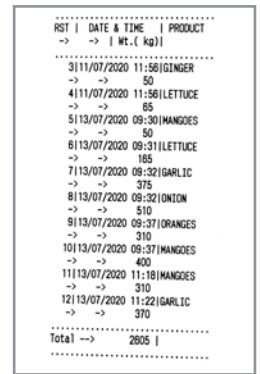 RST | DATE & TIME | PRODUCT
-> -> | Wt.( kg)|
3|11/07/2020 11:56|GINGER
-> -> 50
4|11/07/2020 11:56|LETTUCE
-> -> 65
5|13/07/2020 09:30|MANGOES
-> -> 50
6|13/07/2020 09:31|LETTUCE
-> -> 165
7|13/07/2020 09:32|GARLIC
-> -> 375
8|13/07/2020 09:32|ONION
-> -> 510
9|13/07/2020 09:37|ORANGES
-> -> 310
10|13/07/2020 09:37|MANGOES
-> -> 400
11|13/07/2020 11:18|MANGOES
-> -> 310
12|13/07/2020 11:22|GARLIC
-> -> 370
Total --> 2605 |